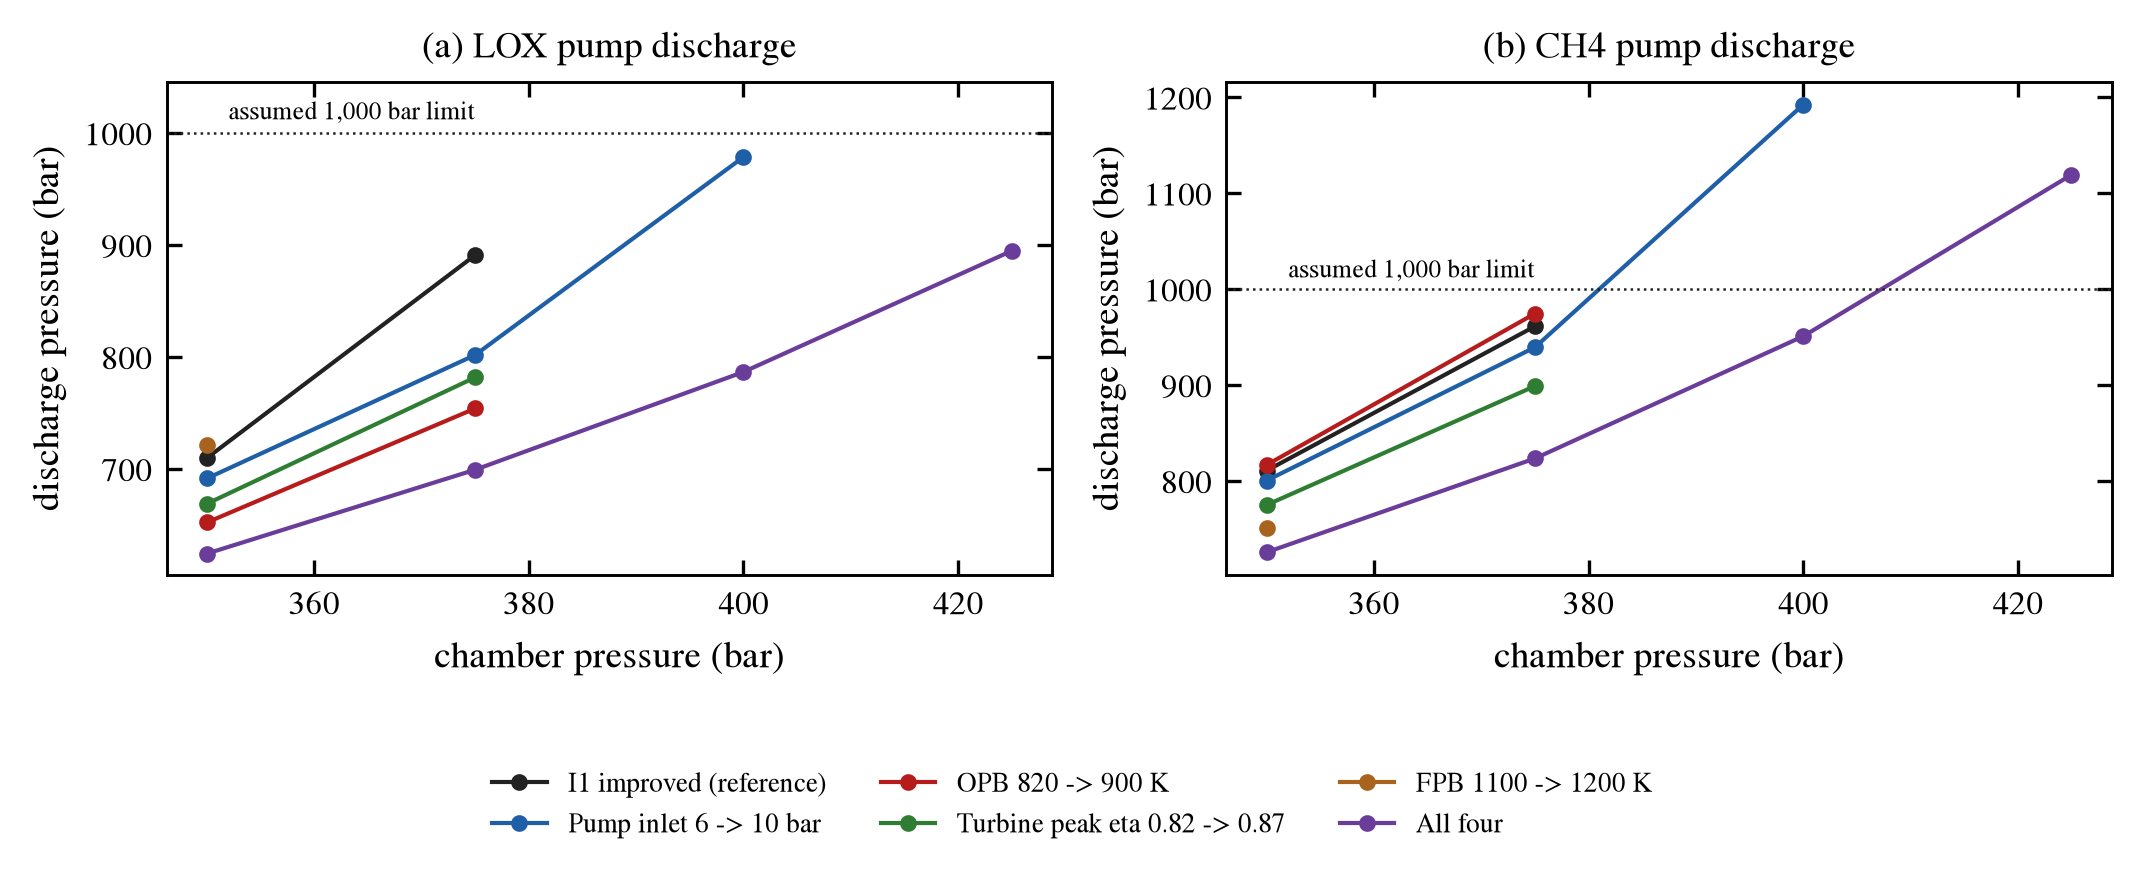 (a) LOX pump discharge
discharge pressure (bar)
1000
900
800
700
assumed 1,000 bar limit
360
380
400
420
chamber pressure (bar)
(b) CH4 pump discharge
discharge pressure (bar)
1200
1100
1000
900
800
assumed 1,000 bar limit
360
380
400
420
chamber pressure (bar)
I1 improved (reference)
Pump inlet 6 -> 10 bar
OPB 820 -> 900 K
Turbine peak eta 0.82 -> 0.87
FPB 1100 -> 1200 K
All four